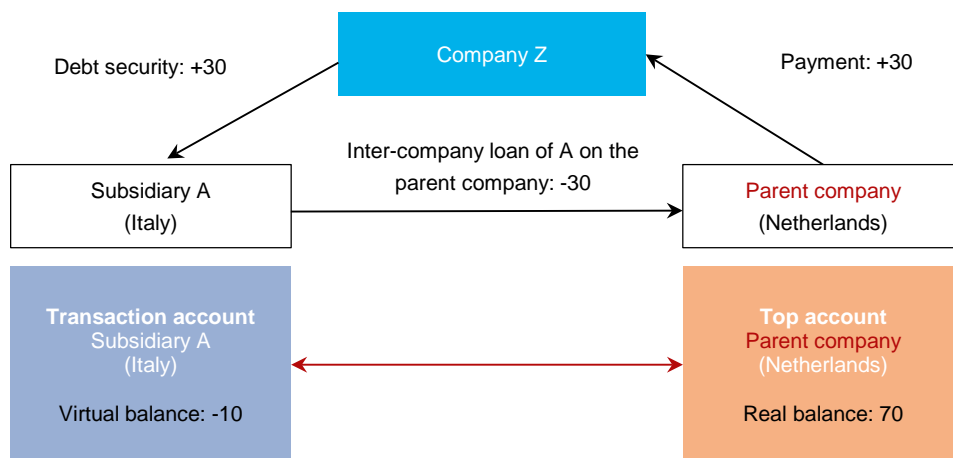 Company Z
Debt security: +30
Payment: +30
Inter-company loan of A on the
parent company: -30
Subsidiary A
(Italy)
Parent company
(Netherlands)
Transaction account
Subsidiary A
(Italy)
Virtual balance: -10
Top account
Parent company
(Netherlands)
Real balance: 70